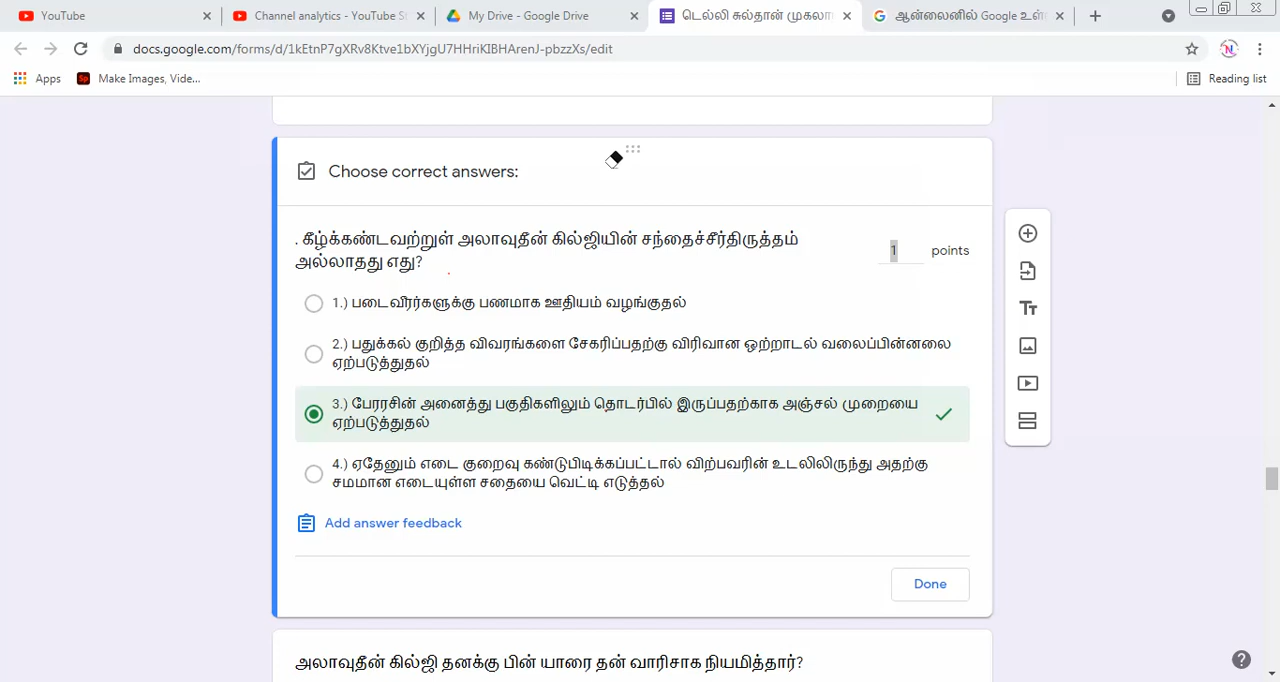 YouTube
Channel analytics - YouTube S
My Drive - Google Drive
டெல்லி சுல்தான் முகலா
ஆன்லைனில் Google உள்
docs.google.com/forms/d/1kEtnP7gXRv8Ktve1bXYjgU7HHriKIBHArenJ-pbzzXs/edit
Apps
Make Images, Vide...
Reading list
Choose correct answers:
. கீழ்க்கண்டவற்றுள் அலாவுதீன் கில்ஜியின் சந்தைச்சீர்திருத்தம்
அல்லாதது எது?
1 points
1.) படைவீரர்களுக்கு பணமாக ஊதியம் வழங்குதல்
2.) பதுக்கல் குறித்த விவரங்களை சேகரிப்பதற்கு விரிவான ஒற்றாடல் வலைப்பின்னலை
ஏற்படுத்துதல்
3.) பேரரசின் அனைத்து பகுதிகளிலும் தொடர்பில் இருப்பதற்காக அஞ்சல் முறையை
ஏற்படுத்துதல்
4.) ஏதேனும் எடை குறைவு கண்டுபிடிக்கப்பட்டால் விற்பவரின் உடலிலிருந்து அதற்கு
சமமான எடையுள்ள சதையை வெட்டி எடுத்தல்
Add answer feedback
Done
அலாவுதீன் கில்ஜி தனக்கு பின் யாரை தன் வாரிசாக நியமித்தார்?